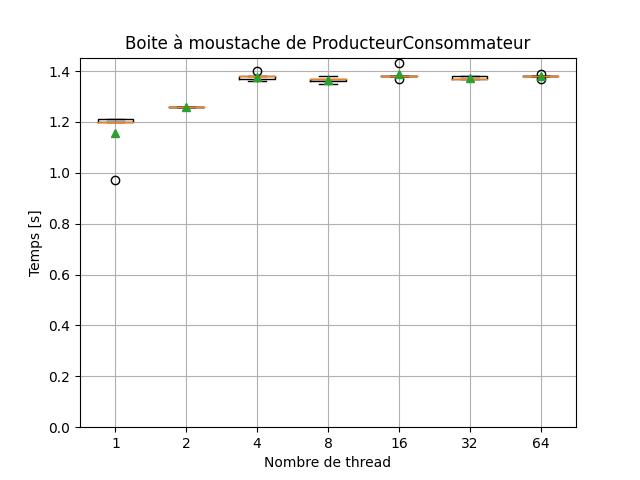 Boite à moustache de ProducteurConsommateur
Temps [s]
1.4
1.2
1.0
0.8
0.6
0.4
0.2
0.0
1 2 4 8 16 32 64
Nombre de thread